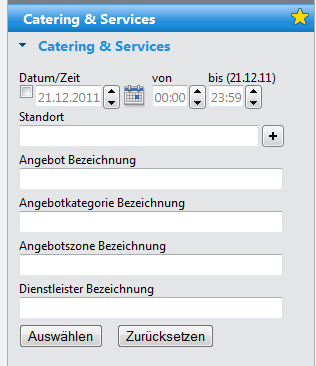 Catering & Services
Catering & Services
Datum/Zeit von bis (21.12.11)
21.12.2011 00:00 23:59
Standort
+
Angebot Bezeichnung
Angebotkategorie Bezeichnung
Angebotszone Bezeichnung
Dienstleister Bezeichnung
Auswählen Zurücksetzen